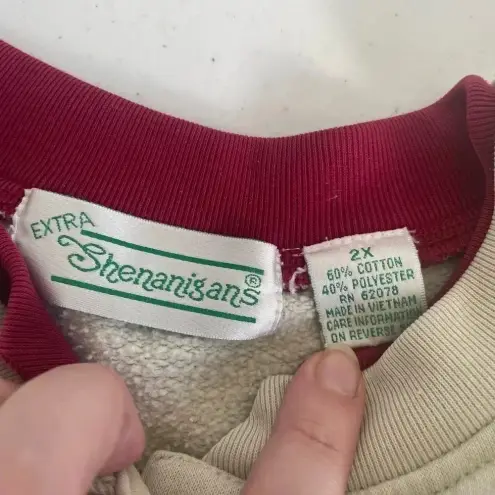 EXTRA
Shenanigans®
2X
60% COTTON
40% POLYESTER
RN 62078
MADE IN VIETNAM
CARE INFORMATION
ON REVERSE